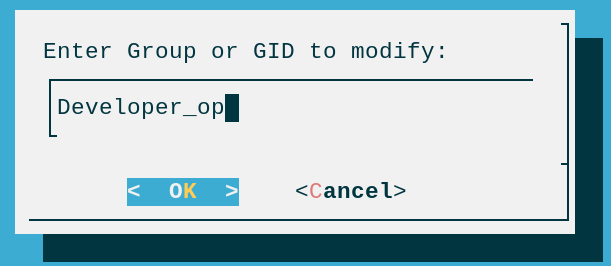 Enter Group or GID to modify:
Developer_op
<  OK  >    <Cancel>